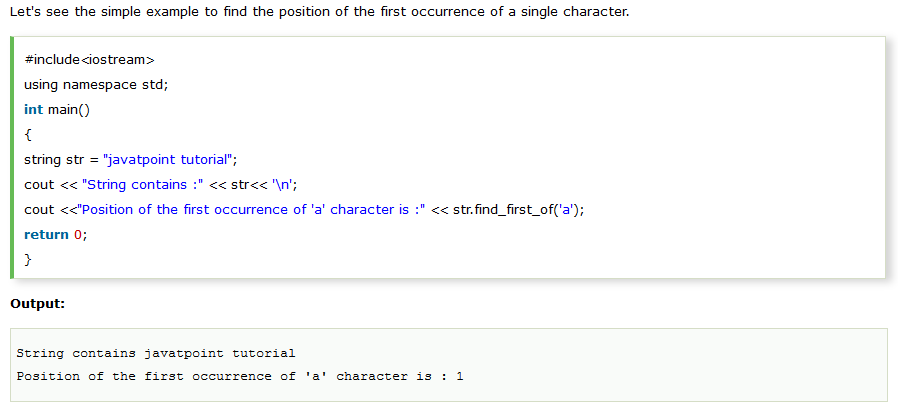 Let's see the simple example to find the position of the first occurrence of a single character.
#include<iostream>
using namespace std;
int main()
{
string str = "javatpoint tutorial";
cout << "String contains :" << str<< '\n';
cout <<"Position of the first occurrence of 'a' character is :" << str.find_first_of('a');
return 0;
}
Output:
String contains javatpoint tutorial
Position of the first occurrence of 'a' character is : 1